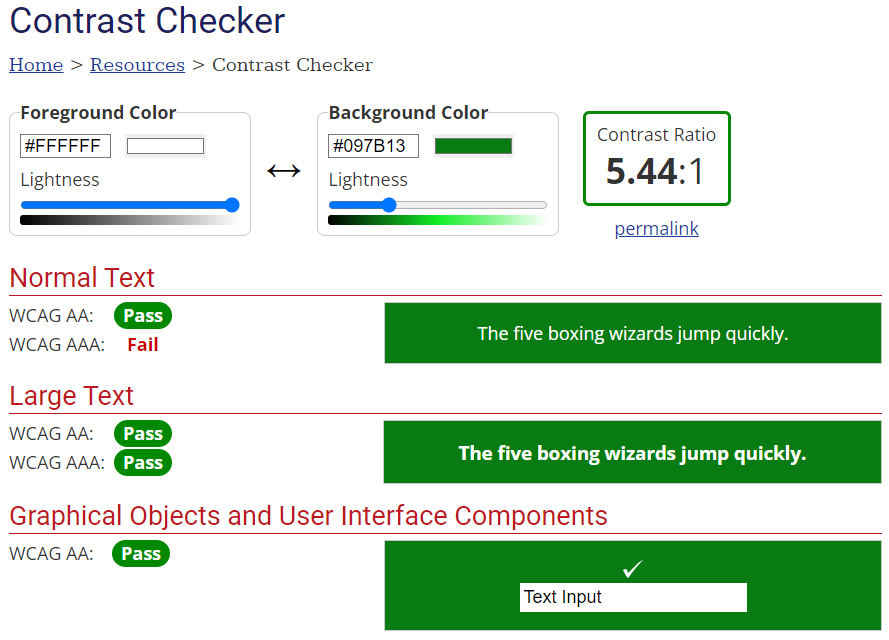 Contrast Checker
Home > Resources > Contrast Checker
Foreground Color
#FFFFFF
Lightness
Background Color
#097B13
Lightness
Contrast Ratio
5.44:1
permalink
Normal Text
WCAG AA: Pass
WCAG AAA: Fail
The five boxing wizards jump quickly.
Large Text
WCAG AA: Pass
WCAG AAA: Pass
The five boxing wizards jump quickly.
Graphical Objects and User Interface Components
WCAG AA: Pass
Text Input